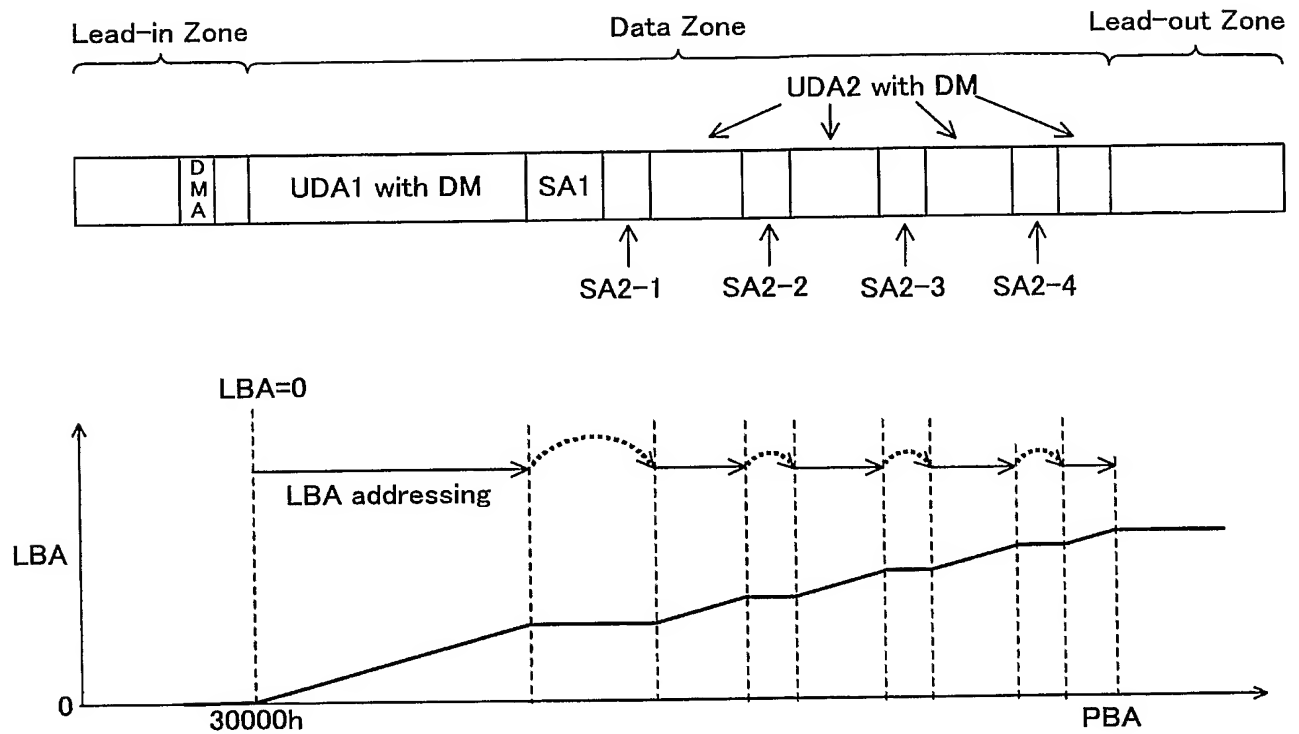 Lead-in Zone
Data Zone
Lead-out Zone
UDA2 with DM
DMA
UDA1 with DM
SA1
SA2-1
SA2-2
SA2-3
SA2-4
LBA=0
LBA addressing
LBA
0
30000h
PBA